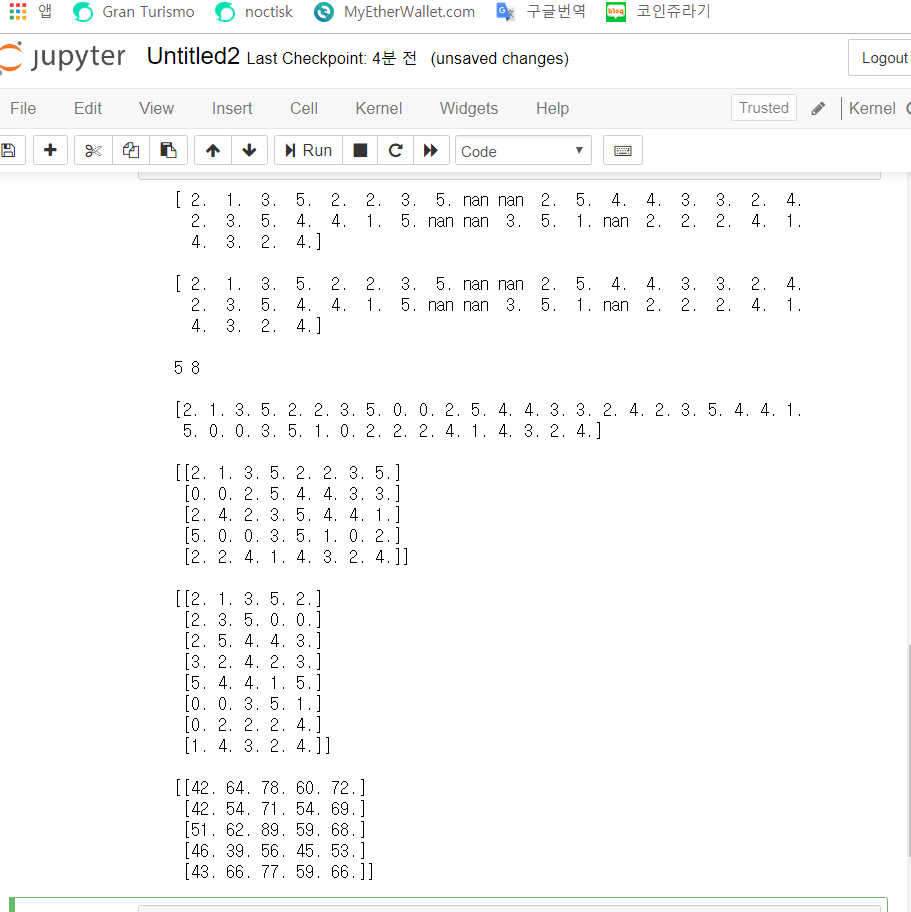 앱 Gran Turismo noctisk MyEtherWallet.com 구글번역 코인쥬라기
jupyter Untitled2 Last Checkpoint: 4분 전 (unsaved changes) Logout
File Edit View Insert Cell Kernel Widgets Help Trusted Kernel
Run Code
[ 2. 1. 3. 5. 2. 2. 3. 5. nan nan 2. 5. 4. 4. 3. 3. 2. 4.
2. 3. 5. 4. 4. 1. 5. nan nan 3. 5. 1. nan 2. 2. 2. 4. 1.
4. 3. 2. 4.]
[ 2. 1. 3. 5. 2. 2. 3. 5. nan nan 2. 5. 4. 4. 3. 3. 2. 4.
2. 3. 5. 4. 4. 1. 5. nan nan 3. 5. 1. nan 2. 2. 2. 4. 1.
4. 3. 2. 4.]
5 8
[2. 1. 3. 5. 2. 2. 3. 5. 0. 0. 2. 5. 4. 4. 3. 3. 2. 4. 2. 3. 5. 4. 4. 1.
5. 0. 0. 3. 5. 1. 0. 2. 2. 2. 4. 1. 4. 3. 2. 4.]
[[2. 1. 3. 5. 2. 2. 3. 5.]
[0. 0. 2. 5. 4. 4. 3. 3.]
[2. 4. 2. 3. 5. 4. 4. 1.]
[5. 0. 0. 3. 5. 1. 0. 2.]
[2. 2. 4. 1. 4. 3. 2. 4.]]
[[2. 1. 3. 5. 2.]
[2. 3. 5. 0. 0.]
[2. 5. 4. 4. 3.]
[3. 2. 4. 2. 3.]
[5. 4. 4. 1. 5.]
[0. 0. 3. 5. 1.]
[0. 2. 2. 2. 4.]
[1. 4. 3. 2. 4.]]
[[42. 64. 78. 60. 72.]
[42. 54. 71. 54. 69.]
[51. 62. 89. 59. 68.]
[46. 39. 56. 45. 53.]
[43. 66. 77. 59. 66.]]